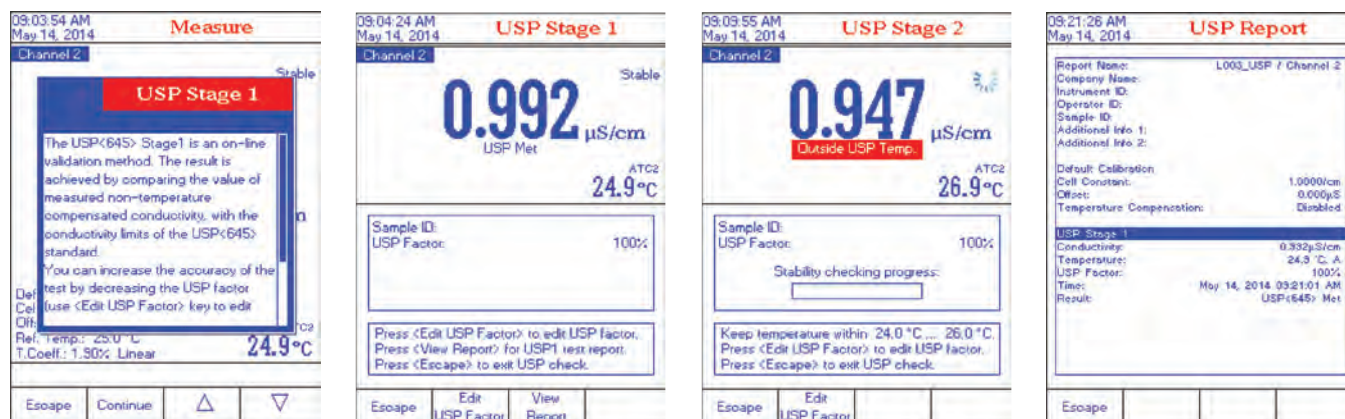 09:03:54 AM
May 14, 2014
Measure
Channel 2
Stable
USP Stage 1
The USP<645> Stage1 is an on-line
validation method. The result is
achieved by comparing the value of
measured non-temperature
compensated conductivity, with the
conductivity limits of the USP<645>
standard.
You can increase the accuracy of the
test by decreasing the USP factor
(use <Edit USP Factor> key to edit
Ref. Temp.: 25.0 °C
T.Coeff.: 1.90% Linear
24.9°C
Escape
Continue
09:04:24 AM
May 14, 2014
USP Stage 1
Channel 2
Stable
0.992 µS/cm
USP Met
ATC2
24.9°C
Sample ID:
USP Factor: 100%
Press <Edit USP Factor> to edit USP factor.
Press <View Report> for USP1 test report.
Press <Escape> to exit USP check.
Escape
Edit
USP Factor
View
Report
09:09:55 AM
May 14, 2014
USP Stage 2
Channel 2
0.947 µS/cm
Outside USP Temp.
ATC2
26.9°C
Sample ID:
USP Factor: 100%
Stability checking progress:
Keep temperature within 24.0 °C ... 26.0 °C.
Press <Edit USP Factor> to edit USP factor.
Press <Escape> to exit USP check.
Escape
Edit
USP Factor
09:21:26 AM
May 14, 2014
USP Report
Report Name: L003_USP / Channel 2
Company Name:
Instrument ID:
Operator ID:
Sample ID:
Additional Info 1:
Additional Info 2:
Default Calibration
Cell Constant: 1.0000/cm
Offset: 0.000µS
Temperature Compensation: Disabled
USP Stage 1
Conductivity: 0.992µS/cm
Temperature: 24.9 °C, A
USP Factor: 100%
Time: May 14, 2014 09:21:01 AM
Result: USP<645> Met
Escape